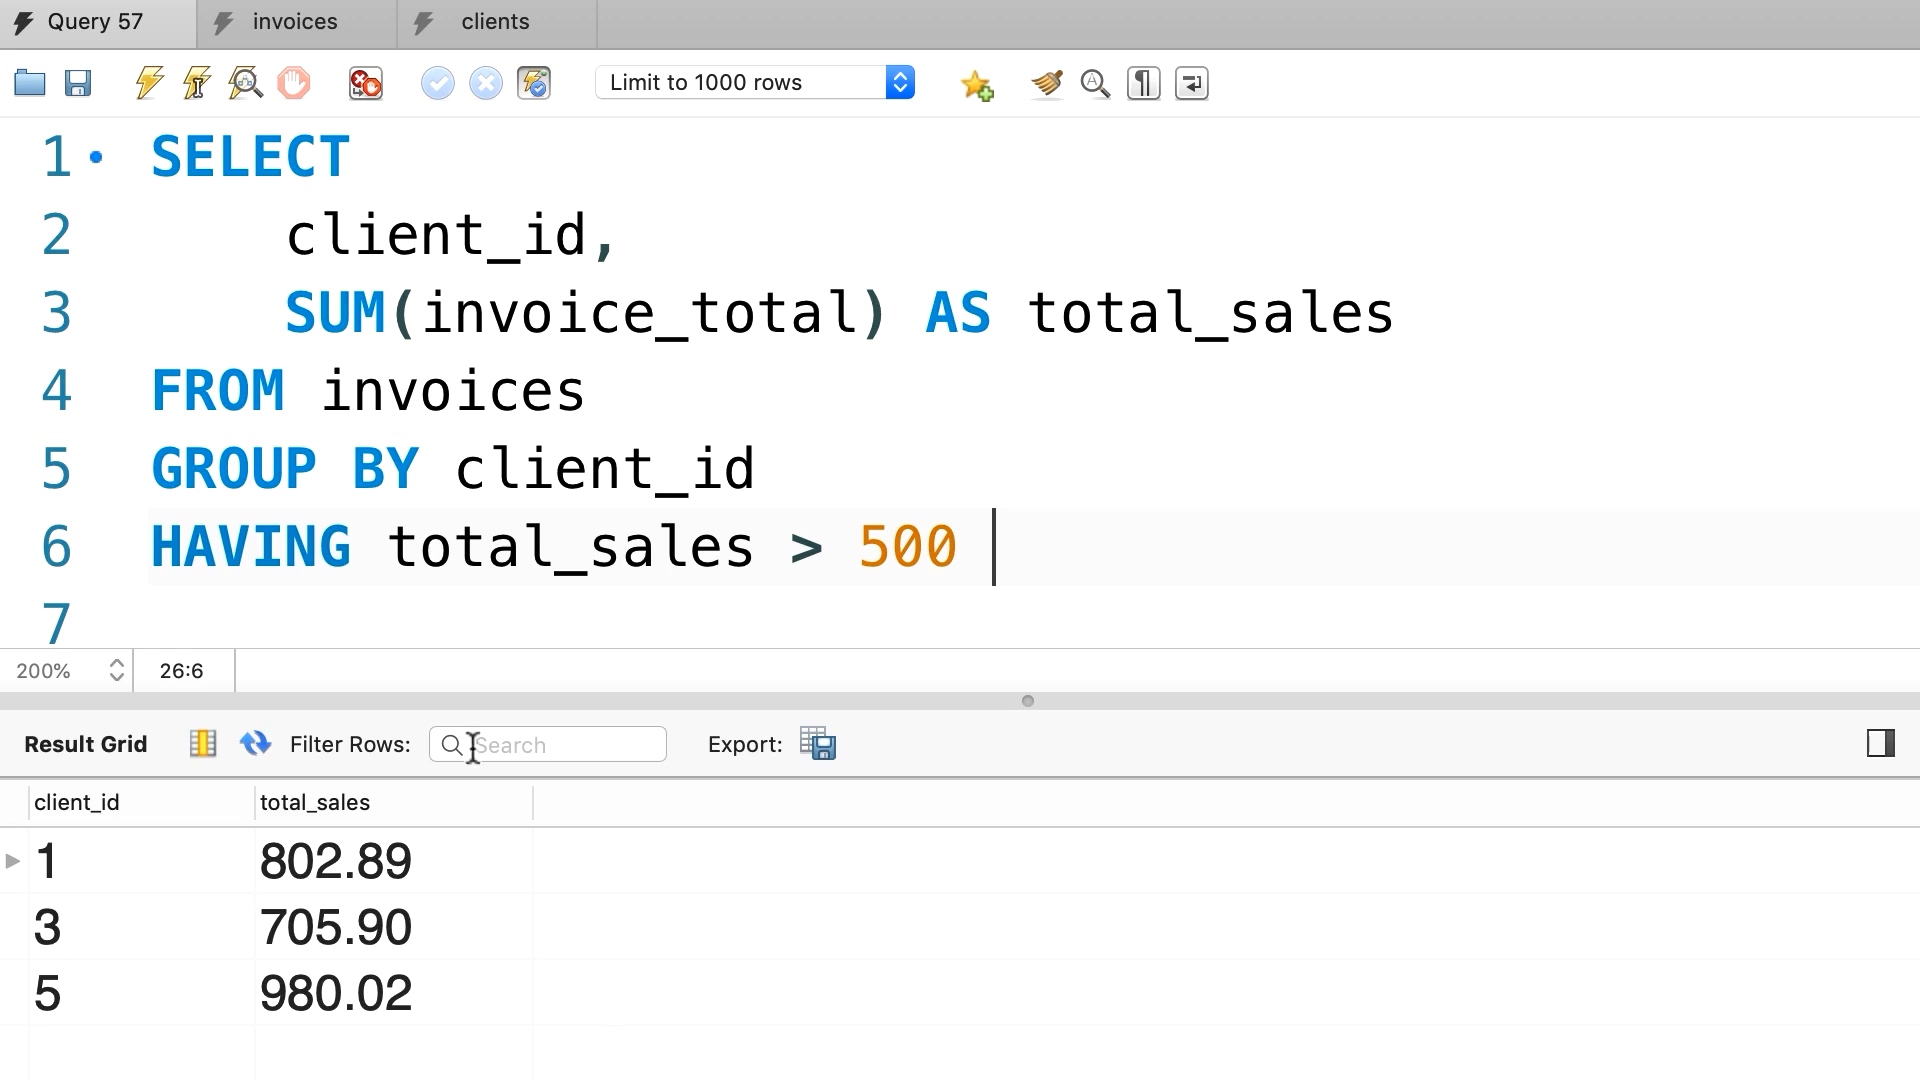 Query 57 invoices clients
Limit to 1000 rows
1 SELECT
2 client_id,
3 SUM(invoice_total) AS total_sales
4 FROM invoices
5 GROUP BY client_id
6 HAVING total_sales > 500
7
200% 26:6
Result Grid Filter Rows: Search Export:
client_id total_sales
1 802.89
3 705.90
5 980.02